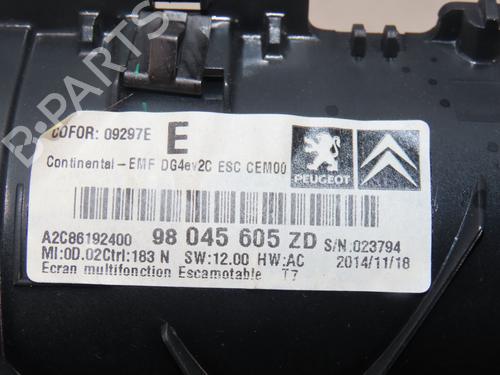 COFOR: 09297E E
Continental-EMF DG4ev2C ESC CEM00
PEUGEOT
A2C86192400 98 045 605 ZD S/N:023794
MI:0D.02Ctrl:183 N SW:12.00 HW:AC 2014/11/18
Ecran multifonction Escamotable T7
B-PARTS